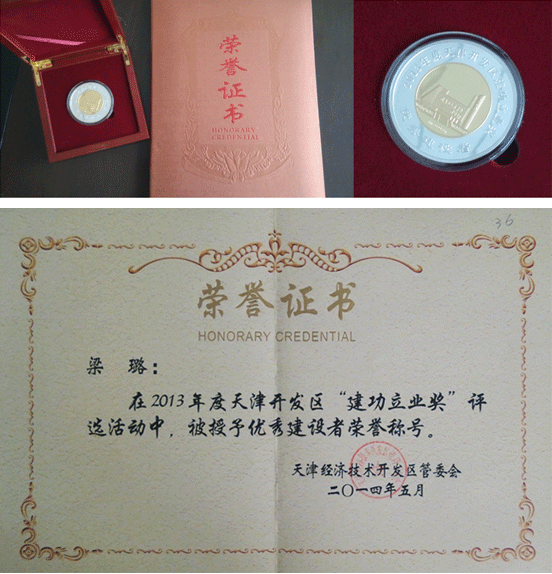 荣誉证书
HONORARY
CREDENTIAL
36
荣誉证书
HONORARY CREDENTIAL
梁 璐：
在2013年度天津开发区“建功立业奖”评
选活动中，被授予优秀建设者荣誉称号。
天津经济技术开发区管委会
二〇一四年五月